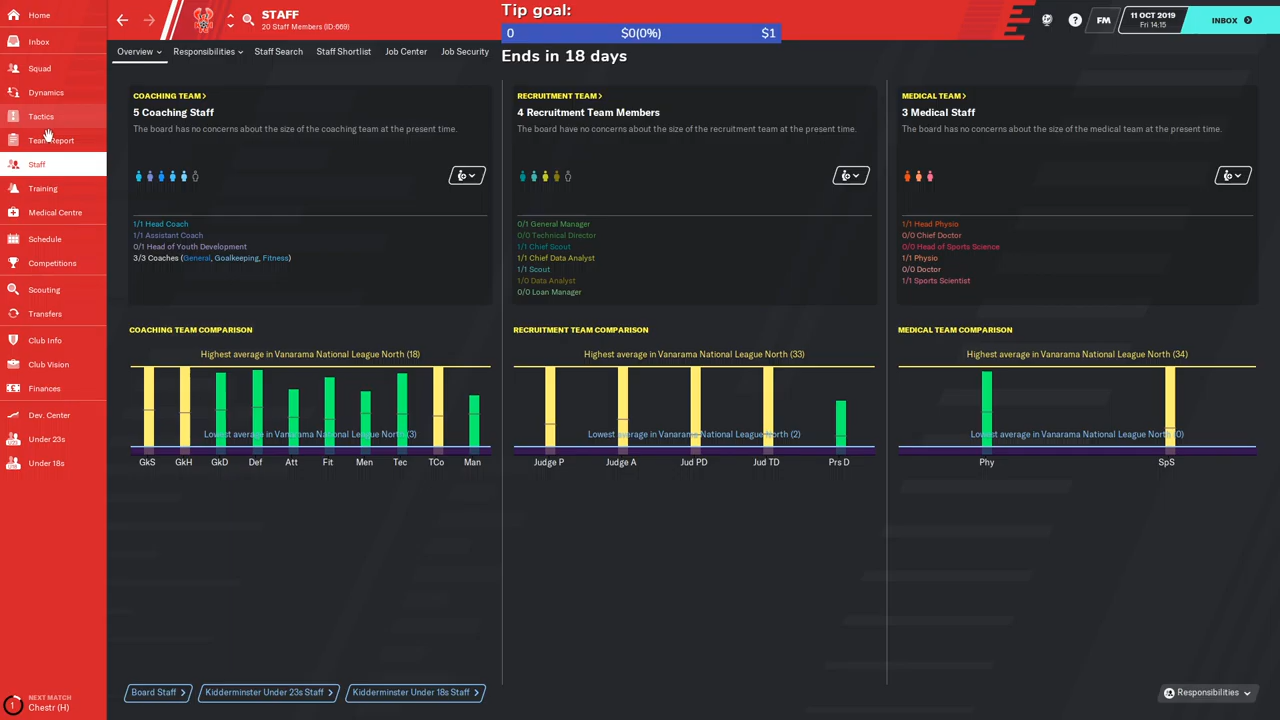 Home
Inbox
Squad
Dynamics
Tactics
Team Report
Staff
Training
Medical Centre
Schedule
Competitions
Scouting
Transfers
Club Info
Club Vision
Finances
Dev. Center
Under 23s
Under 18s
1
NEXT MATCH
Chestr (H)
STAFF
20 Staff Members (ID:669)
Tip goal:
0 $0(0%) $1
Ends in 18 days
? FM
11 OCT 2019
Fri 14:15
INBOX
Overview Responsibilities Staff Search Staff Shortlist Job Center Job Security
COACHING TEAM >
5 Coaching Staff
The board has no concerns about the size of the coaching team at the present time.
1/1 Head Coach
1/1 Assistant Coach
0/1 Head of Youth Development
3/3 Coaches (General, Goalkeeping, Fitness)
RECRUITMENT TEAM >
4 Recruitment Team Members
The board have no concerns about the size of the recruitment team at the present time.
0/1 General Manager
0/0 Technical Director
1/1 Chief Scout
1/1 Chief Data Analyst
1/1 Scout
1/0 Data Analyst
0/0 Loan Manager
MEDICAL TEAM >
3 Medical Staff
The board has no concerns about the size of the medical team at the present time.
1/1 Head Physio
0/0 Chief Doctor
0/0 Head of Sports Science
1/1 Physio
0/0 Doctor
1/1 Sports Scientist
COACHING TEAM COMPARISON
Highest average in Vanarama National League North (18)
Lowest average in Vanarama National League North (3)
GkS GkH GkD Def Att Fit Men Tec TCo Man
RECRUITMENT TEAM COMPARISON
Highest average in Vanarama National League North (33)
Lowest average in Vanarama National League North (2)
Judge P Judge A Jud PD Jud TD Prs D
MEDICAL TEAM COMPARISON
Highest average in Vanarama National League North (34)
Lowest average in Vanarama National League North (0)
Phy SpS
Board Staff > Kidderminster Under 23s Staff > Kidderminster Under 18s Staff >
Responsibilities